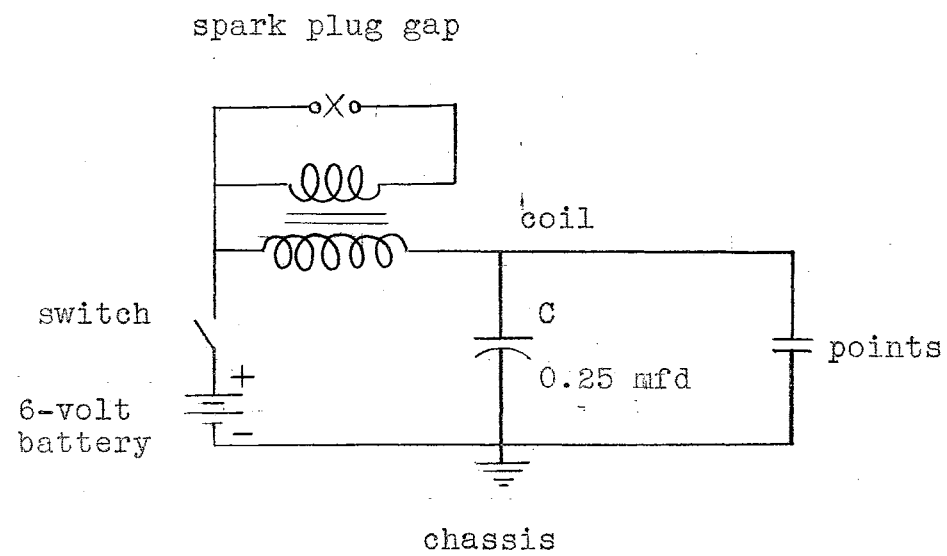 spark plug gap
coil
switch
C
points
+
0.25 mfd
6-volt
battery
-
chassis